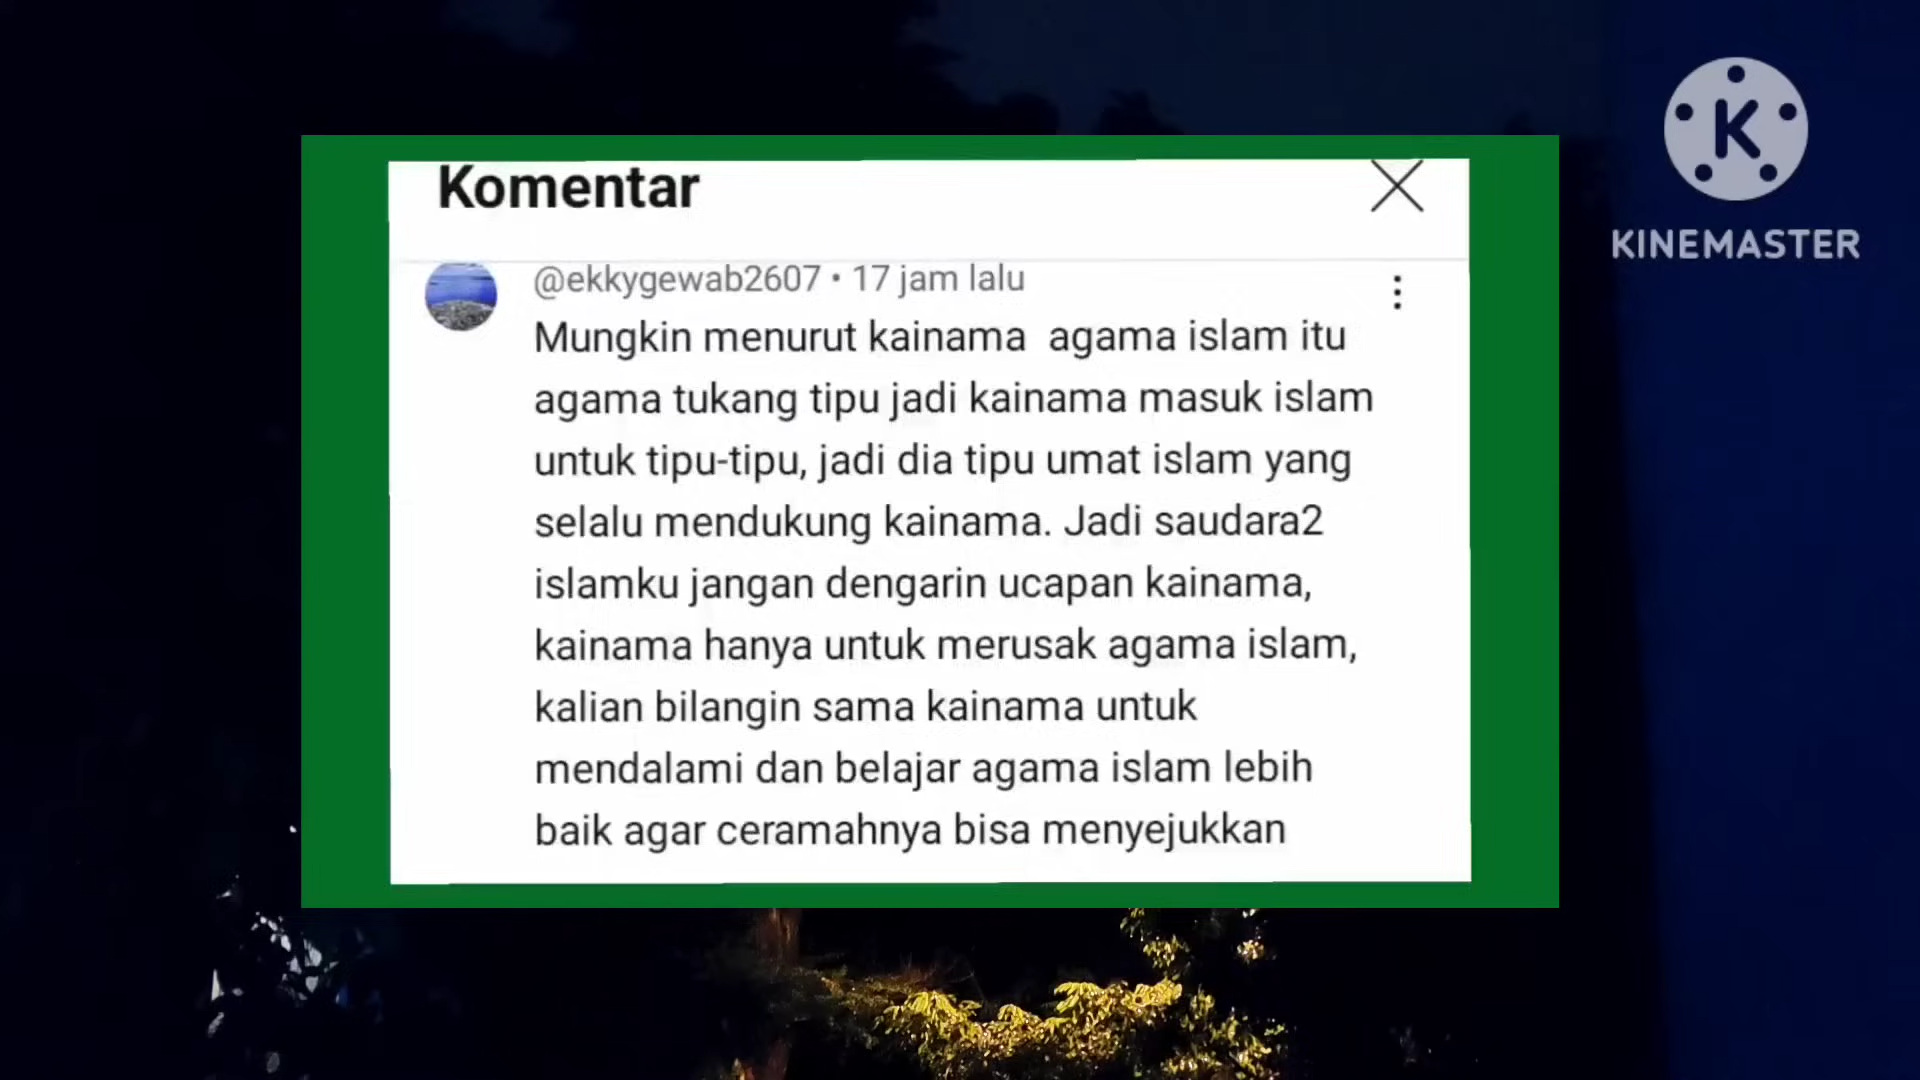 Komentar
@ekkygewab2607 • 17 jam lalu
Mungkin menurut kainama agama islam itu
agama tukang tipu jadi kainama masuk islam
untuk tipu-tipu, jadi dia tipu umat islam yang
selalu mendukung kainama. Jadi saudara2
islamku jangan dengarin ucapan kainama,
kainama hanya untuk merusak agama islam,
kalian bilangin sama kainama untuk
mendalami dan belajar agama islam lebih
baik agar ceramahnya bisa menyejukkan
K
KINEMASTER